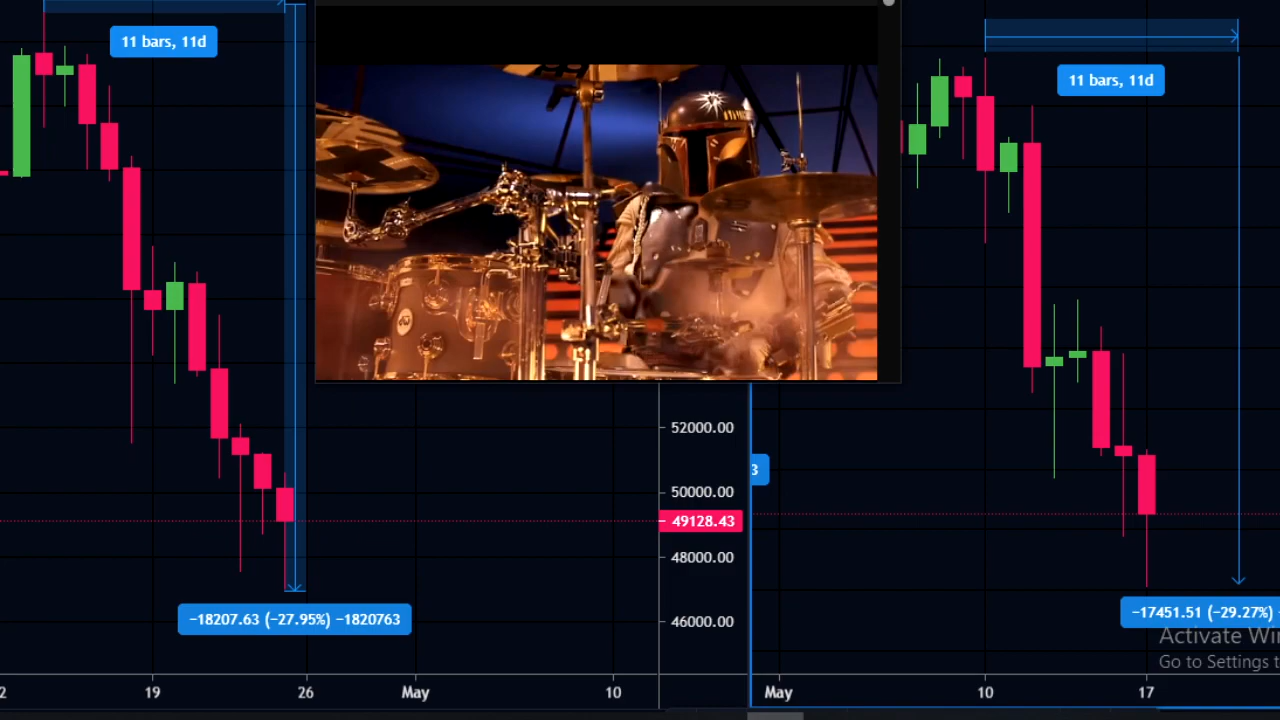 11 bars, 11d
11 bars, 11d
52000.00
3
50000.00
49128.43
48000.00
−18207.63 (−27.95%) −1820763
46000.00
−17451.51 (−29.27%)
Activate Wi
Go to Settings t
2
19
26
May
10
May
10
17